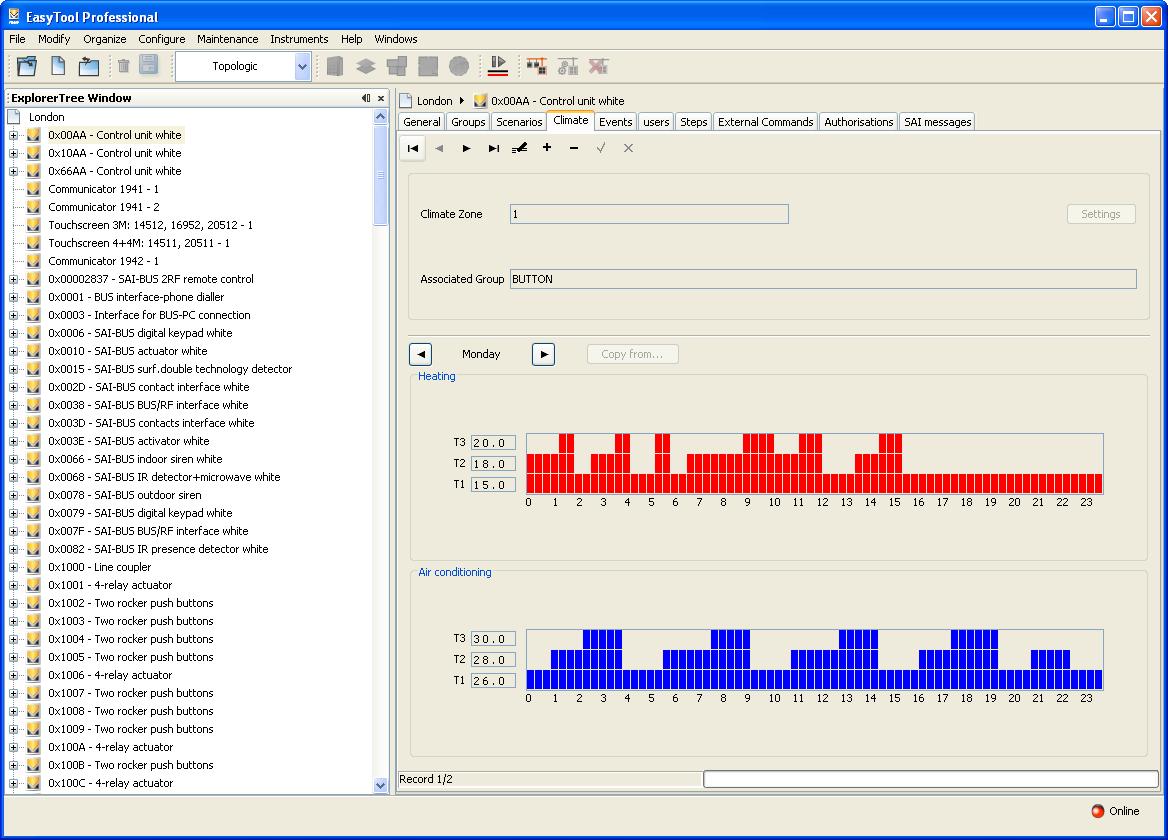 EasyTool Professional
File Modify Organize Configure Maintenance Instruments Help Windows
Topologic
ExplorerTree Window
London
0x00AA - Control unit white
0x10AA - Control unit white
0x66AA - Control unit white
Communicator 1941 - 1
Communicator 1941 - 2
Touchscreen 3M: 14512, 16952, 20512 - 1
Touchscreen 4+4M: 14511, 20511 - 1
Communicator 1942 - 1
0x00002837 - SAI-BUS 2RF remote control
0x0001 - BUS interface-phone dialler
0x0003 - Interface for BUS-PC connection
0x0006 - SAI-BUS digital keypad white
0x0010 - SAI-BUS actuator white
0x0015 - SAI-BUS surf.double technology detector
0x002D - SAI-BUS contact interface white
0x0038 - SAI-BUS BUS/RF interface white
0x003D - SAI-BUS contacts interface white
0x003E - SAI-BUS activator white
0x0066 - SAI-BUS indoor siren white
0x0068 - SAI-BUS IR detector+microwave white
0x0078 - SAI-BUS outdoor siren
0x0079 - SAI-BUS digital keypad white
0x007F - SAI-BUS BUS/RF interface white
0x0082 - SAI-BUS IR presence detector white
0x1000 - Line coupler
0x1001 - 4-relay actuator
0x1002 - Two rocker push buttons
0x1003 - Two rocker push buttons
0x1004 - Two rocker push buttons
0x1005 - Two rocker push buttons
0x1006 - 4-relay actuator
0x1007 - Two rocker push buttons
0x1008 - Two rocker push buttons
0x1009 - Two rocker push buttons
0x100A - 4-relay actuator
0x100B - Two rocker push buttons
0x100C - 4-relay actuator
London 0x00AA - Control unit white
General Groups Scenarios Climate Events users Steps External Commands Authorisations SAI messages
Climate Zone 1 Settings
Associated Group BUTTON
Monday Copy from...
Heating
T3 20.0
T2 18.0
T1 15.0
0 1 2 3 4 5 6 7 8 9 10 11 12 13 14 15 16 17 18 19 20 21 22 23
Air conditioning
T3 30.0
T2 28.0
T1 26.0
0 1 2 3 4 5 6 7 8 9 10 11 12 13 14 15 16 17 18 19 20 21 22 23
Record 1/2
Online